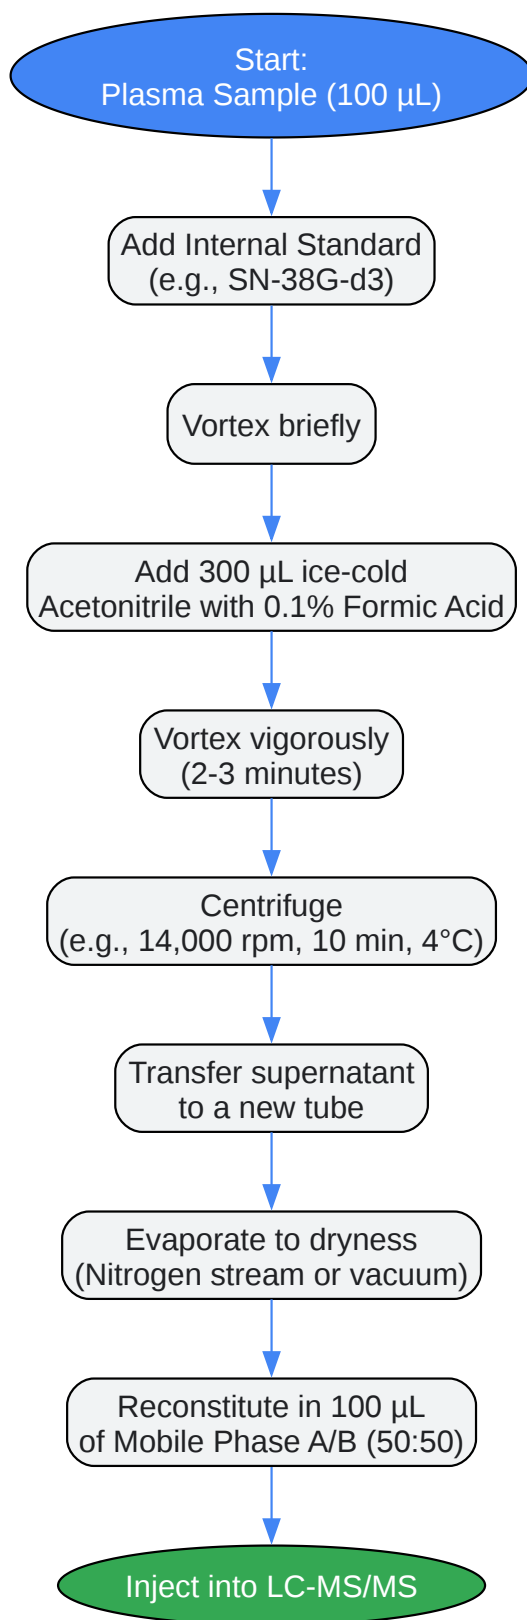 Start:
Plasma Sample (100 µL)
Add Internal Standard
(e.g., SN-38G-d3)
Vortex briefly
Add 300 µL ice-cold
Acetonitrile with 0.1% Formic Acid
Vortex vigorously
(2-3 minutes)
Centrifuge
(e.g., 14,000 rpm, 10 min, 4°C)
Transfer supernatant
to a new tube
Evaporate to dryness
(Nitrogen stream or vacuum)
Reconstitute in 100 µL
of Mobile Phase A/B (50:50)
Inject into LC-MS/MS